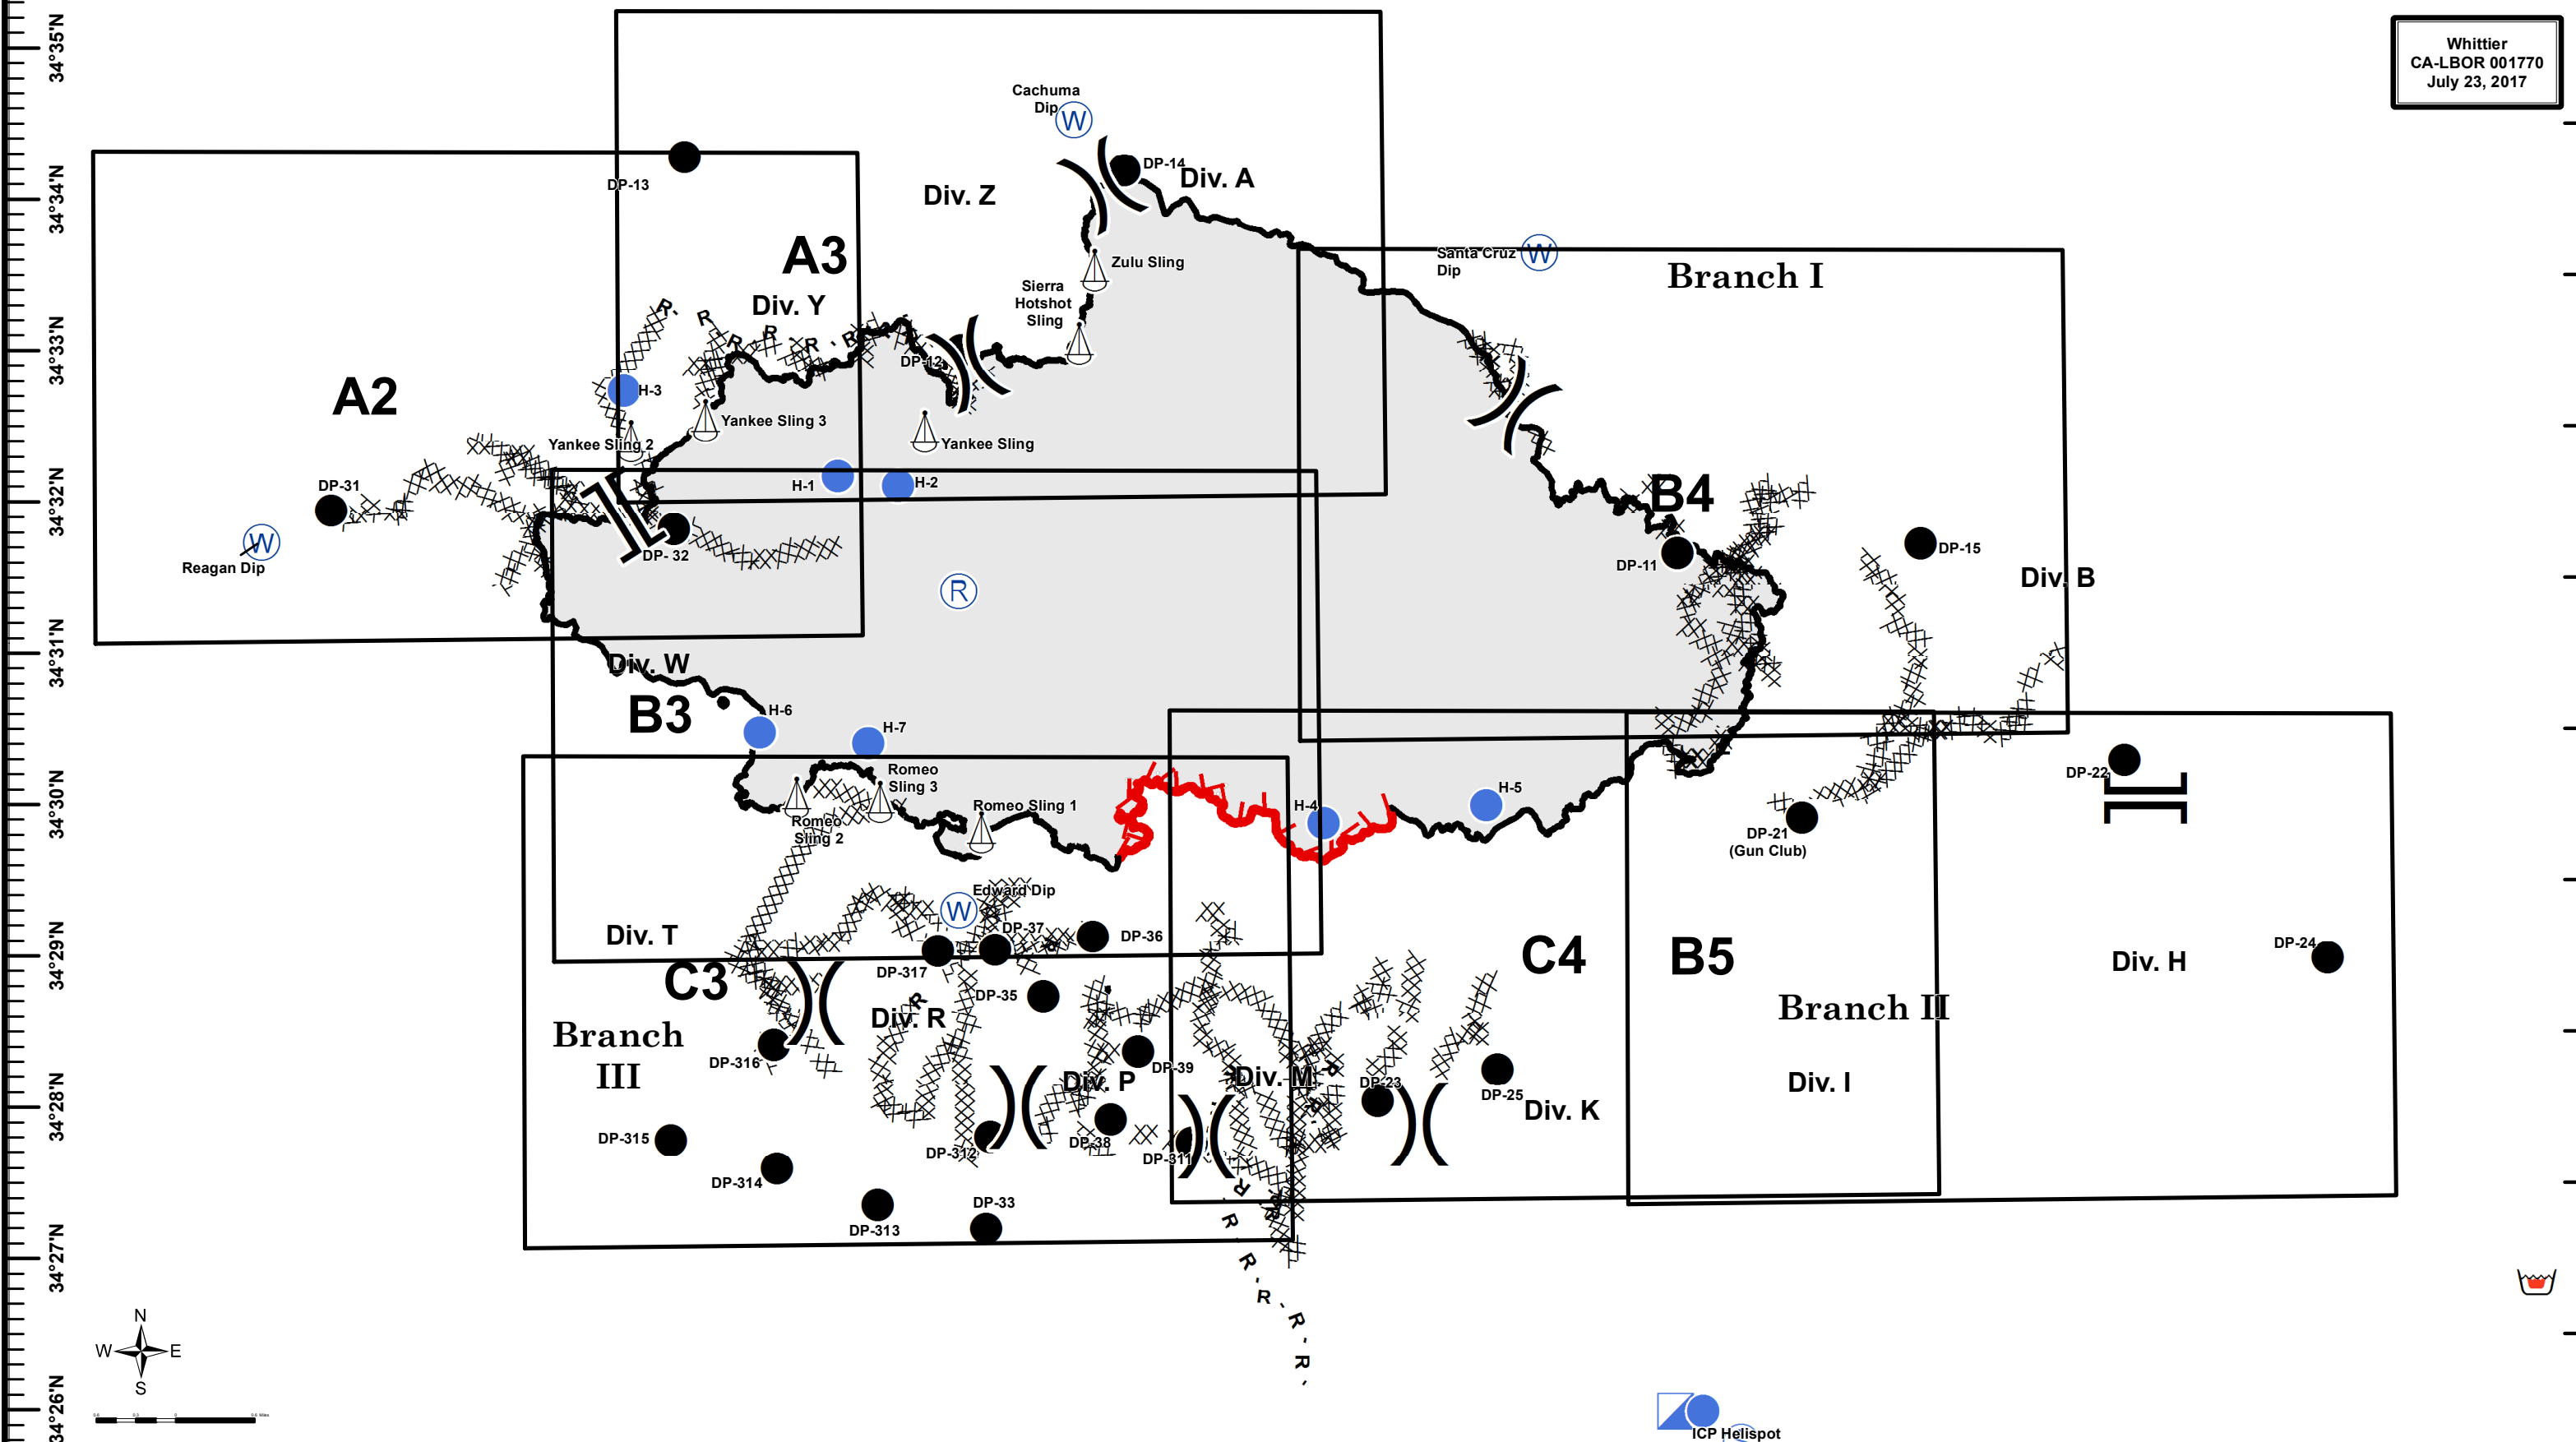 Whittier
CA-LBOR 001770
July 23, 2017
34°35'N
34°34'N
34°33'N
34°32'N
34°31'N
34°30'N
34°29'N
34°28'N
34°27'N
34°26'N
Cachuma
Dip
W
DP-14
Div. A
DP-13
Div. Z
A3
Div. Y
Zulu Sling
Sierra
Hotshot
Sling
Santa Cruz
Dip
W
Branch I
R
R
R
R
R
R
DP-12
A2
H-3
Yankee Sling 3
Yankee Sling 2
Yankee Sling
DP-31
H-1
H-2
B4
W
Reagan Dip
DP- 32
R
DP-11
DP-15
Div. B
Div. W
B3
H-6
H-7
Romeo
Sling 3
Romeo Sling 1
Romeo
Sling 2
H-4
H-5
DP-22
DP-21
(Gun Club)
Edward Dip
W
Div. T
DP-37
R
DP-36
DP-317
C3
C4
B5
DP-24
Div. H
DP-35
R
Div. R
Branch
III
Branch II
DP-316
DP-39
Div. P
Div. M
R
DP-23
DP-25
Div. K
Div. I
R
DP-315
DP-312
DP-38
DP-311
DP-314
R
R
DP-313
DP-33
R
R
R
R
R
N
W
E
S
ICP Helispot